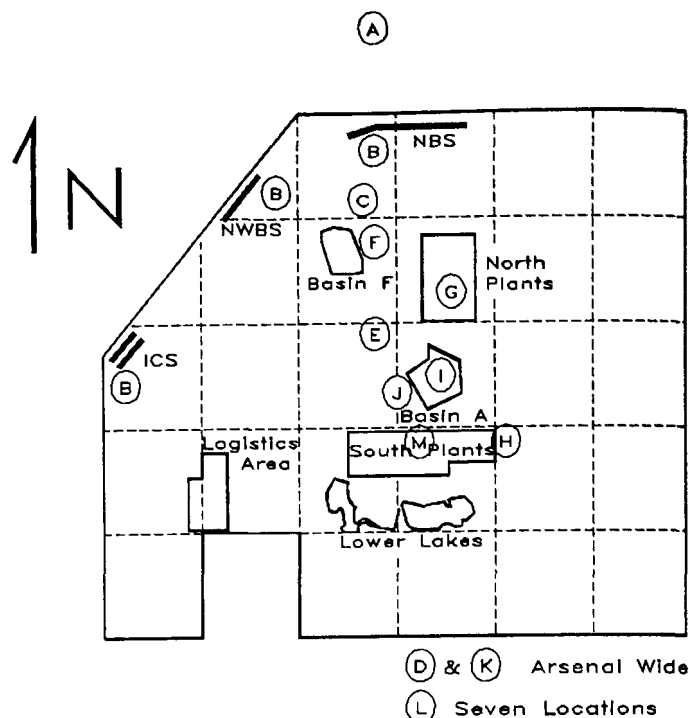 A
N
NBS
B
B
C
NWBS
F
Basin F
North
Plants
G
E
ICS
B
I
J
Basin A
Logistics
Area
M
South Plants
H
Lower Lakes
D & K Arsenal Wide
L Seven Locations